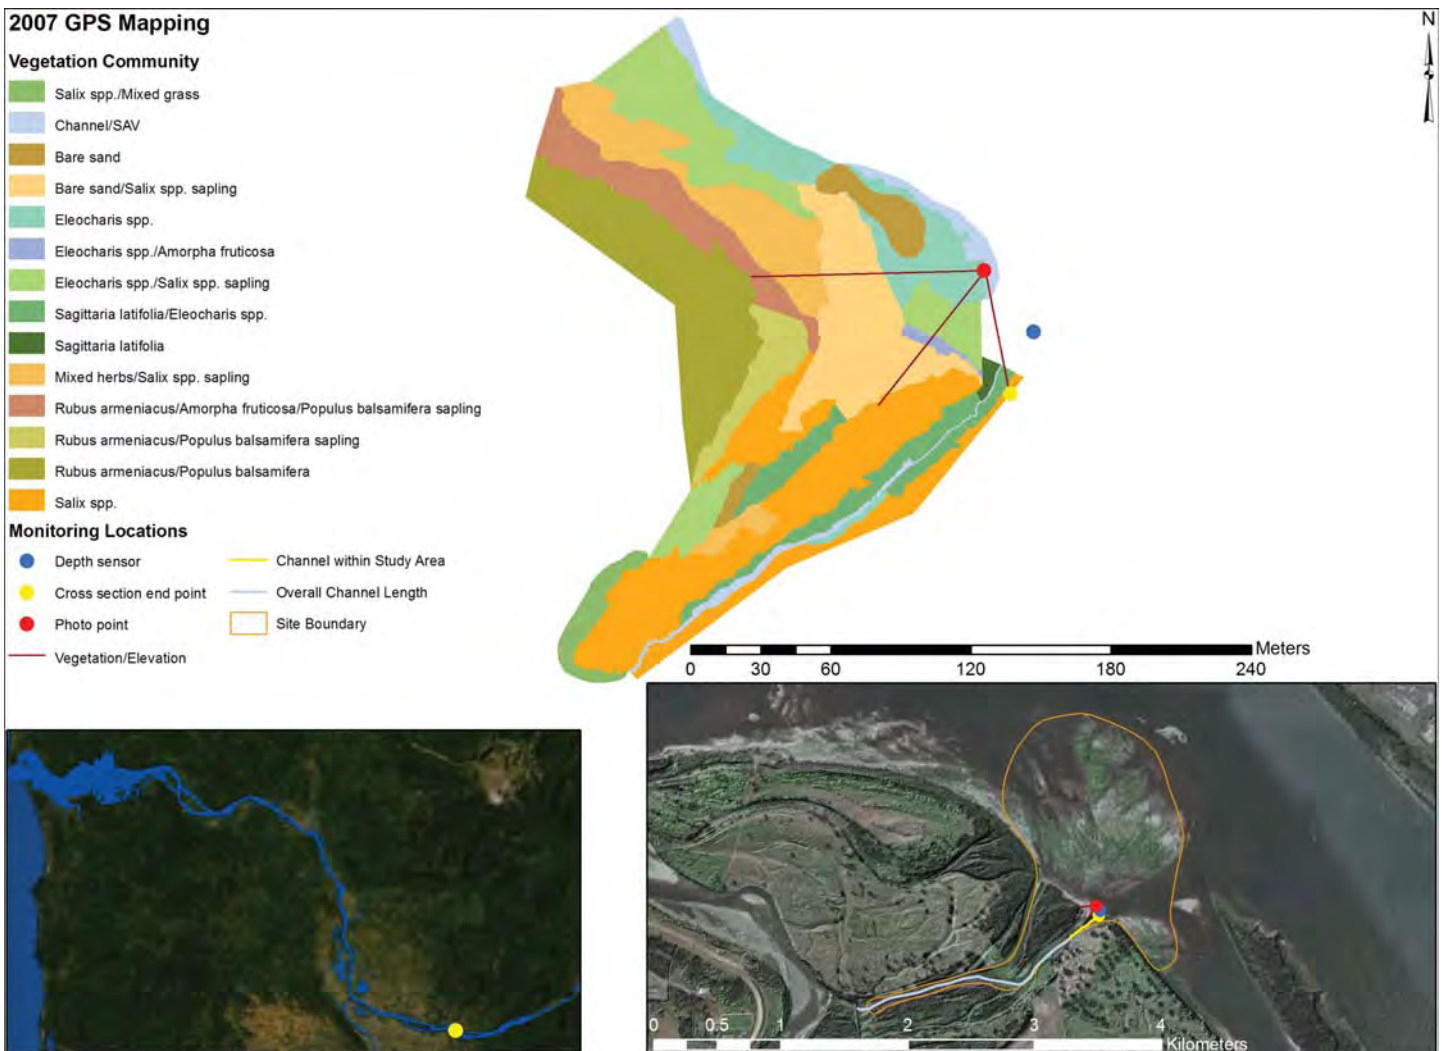 2007 GPS Mapping
N
Vegetation Community
Salix spp./Mixed grass
Channel/SAV
Bare sand
Bare sand/Salix spp. sapling
Eleocharis spp.
Eleocharis spp./Amorpha fruticosa
Eleocharis spp./Salix spp. sapling
Sagittaria latifolia/Eleocharis spp.
Sagittaria latifolia
Mixed herbs/Salix spp. sapling
Rubus armeniacus/Amorpha fruticosa/Populus balsamifera sapling
Rubus armeniacus/Populus balsamifera sapling
Rubus armeniacus/Populus balsamifera
Salix spp.
Monitoring Locations
Depth sensor
Channel within Study Area
Cross section end point
Overall Channel Length
Photo point
Site Boundary
Vegetation/Elevation
Meters
0 30 60 120 180 240
0 0.5 1 2 3 4
Kilometers